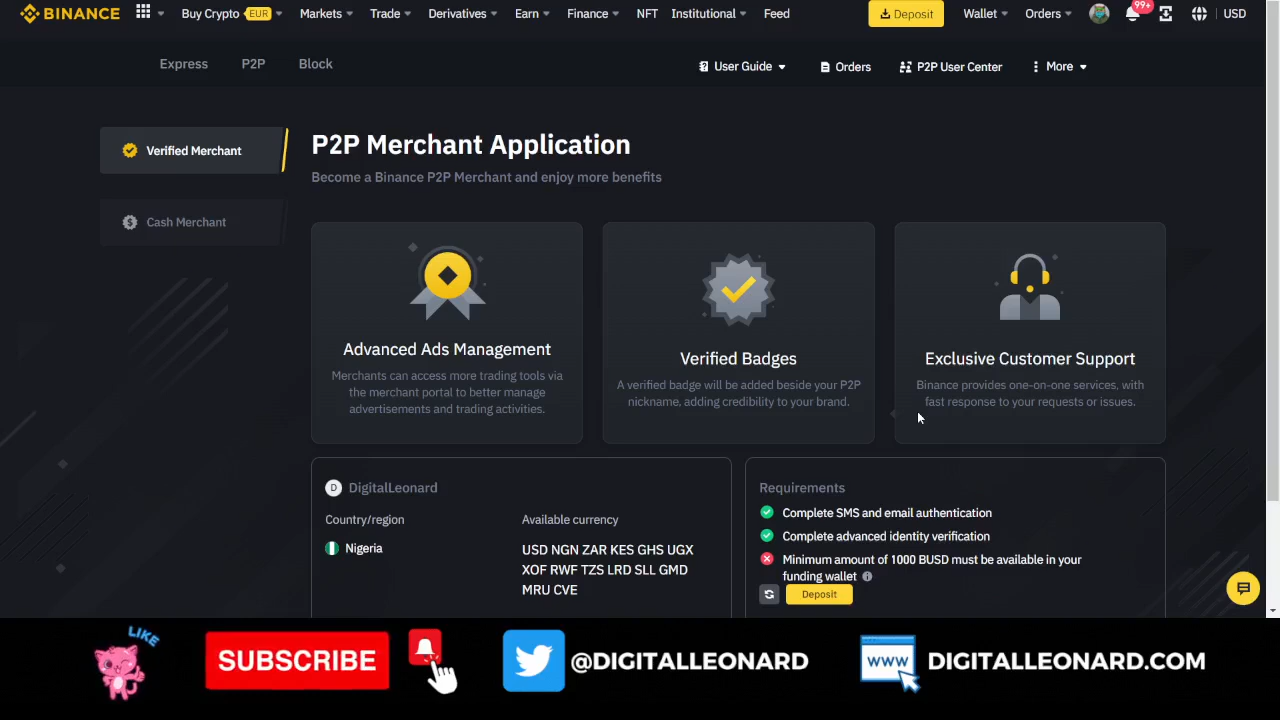 BINANCE
Buy Crypto EUR Markets Trade Derivatives Earn Finance NFT Institutional Feed Deposit Wallet Orders 99+ USD
Express P2P Block User Guide Orders P2P User Center More
Verified Merchant
Cash Merchant
P2P Merchant Application
Become a Binance P2P Merchant and enjoy more benefits
Advanced Ads Management
Merchants can access more trading tools via
the merchant portal to better manage
advertisements and trading activities.
Verified Badges
A verified badge will be added beside your P2P
nickname, adding credibility to your brand.
Exclusive Customer Support
Binance provides one-on-one services, with
fast response to your requests or issues.
D DigitalLeonard
Country/region
Nigeria
Available currency
USD NGN ZAR KES GHS UGX
XOF RWF TZS LRD SLL GMD
MRU CVE
Requirements
Complete SMS and email authentication
Complete advanced identity verification
Minimum amount of 1000 BUSD must be available in your
funding wallet
Deposit
LIKE
SUBSCRIBE
@DIGITALLEONARD
WWW
DIGITALLEONARD.COM